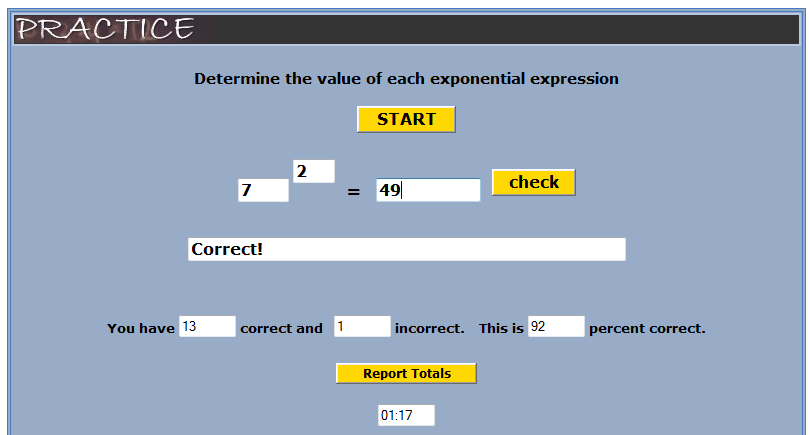 PRACTICE
Determine the value of each exponential expression
START
7 2 = 49 check
Correct!
You have 13 correct and 1 incorrect. This is 92 percent correct.
Report Totals
01:17